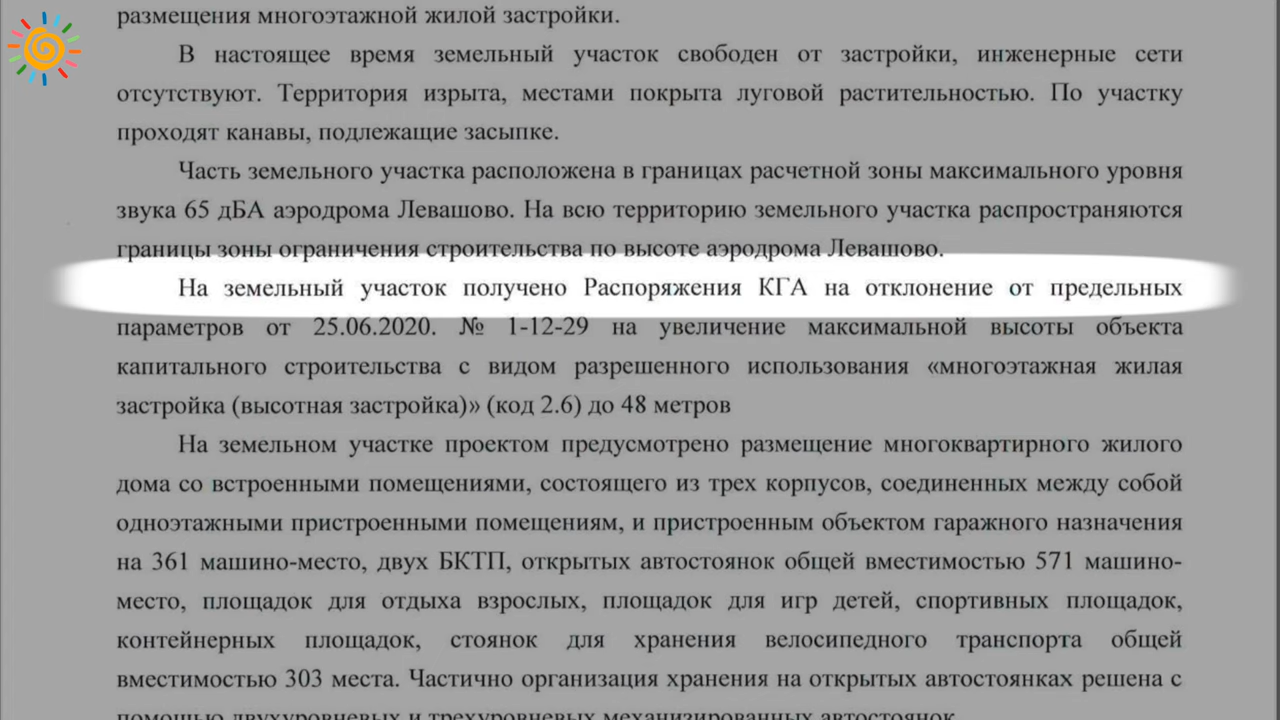 размещения многоэтажной жилой застройки.
В настоящее время земельный участок свободен от застройки, инженерные сети
отсутствуют. Территория изрыта, местами покрыта луговой растительностью. По участку
проходят канавы, подлежащие засыпке.
Часть земельного участка расположена в границах расчетной зоны максимального уровня
звука 65 дБА аэродрома Левашово. На всю территорию земельного участка распространяются
границы зоны ограничения строительства по высоте аэродрома Левашово.
На земельный участок получено Распоряжения КГА на отклонение от предельных
параметров от 25.06.2020. № 1-12-29 на увеличение максимальной высоты объекта
капитального строительства с видом разрешенного использования «многоэтажная жилая
застройка (высотная застройка)» (код 2.6) до 48 метров
На земельном участке проектом предусмотрено размещение многоквартирного жилого
дома со встроенными помещениями, состоящего из трех корпусов, соединенных между собой
одноэтажными пристроенными помещениям, и пристроенным объектом гаражного назначения
на 361 машино-место, двух БКТП, открытых автостоянок общей вместимостью 571 машино-
место, площадок для отдыха взрослых, площадок для игр детей, спортивных площадок,
контейнерных площадок, стоянок для хранения велосипедного транспорта общей
вместимостью 303 места. Частично организация хранения на открытых автостоянках решена с
помощью двухуровневых и трехуровневых механизированных автостоянок.